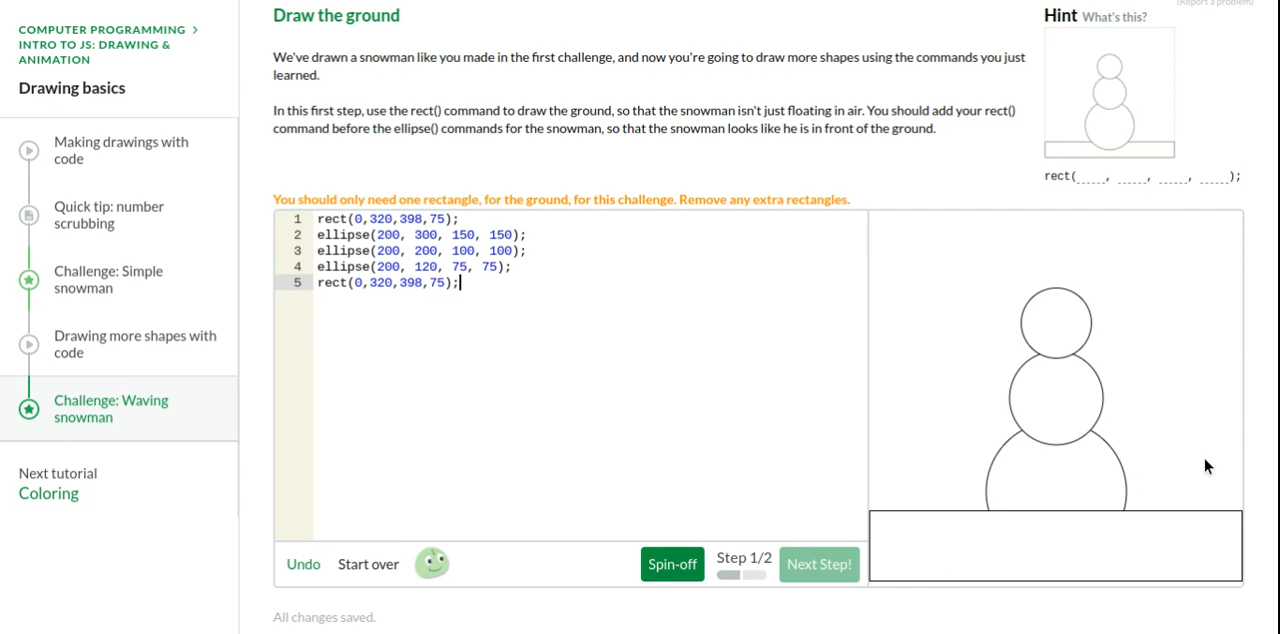 COMPUTER PROGRAMMING >
INTRO TO JS: DRAWING &
ANIMATION
Drawing basics
Making drawings with
code
Quick tip: number
scrubbing
Challenge: Simple
snowman
Drawing more shapes with
code
Challenge: Waving
snowman
Next tutorial
Coloring
Draw the ground
We've drawn a snowman like you made in the first challenge, and now you're going to draw more shapes using the commands you just
learned.
In this first step, use the rect() command to draw the ground, so that the snowman isn't just floating in air. You should add your rect()
command before the ellipse() commands for the snowman, so that the snowman looks like he is in front of the ground.
(Report a problem)
Hint What's this?
rect(_____, _____, _____, _____);
You should only need one rectangle, for the ground, for this challenge. Remove any extra rectangles.
1 rect(0,320,398,75);
2 ellipse(200, 300, 150, 150);
3 ellipse(200, 200, 100, 100);
4 ellipse(200, 120, 75, 75);
5 rect(0,320,398,75);
Undo Start over Spin-off Step 1/2 Next Step!
All changes saved.